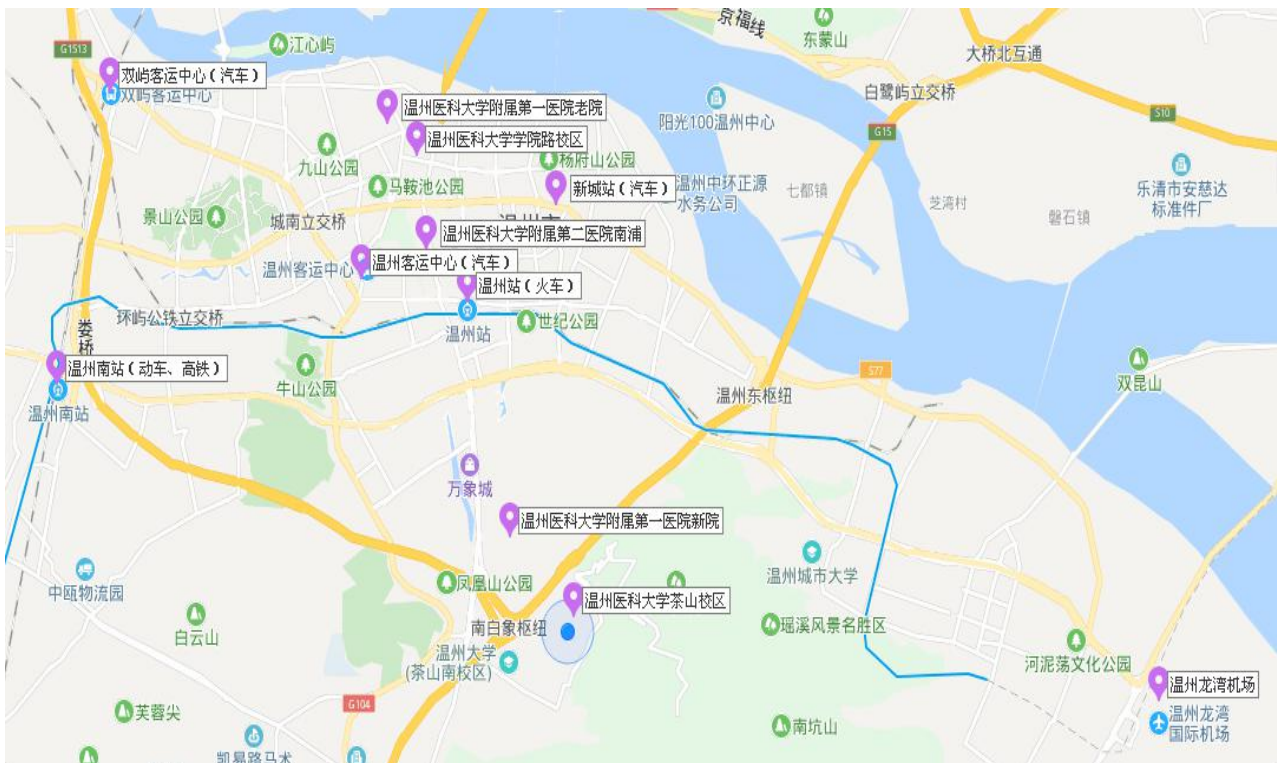 京福线
G1513
江心屿
东蒙山
大桥北互通
双屿客运中心（汽车）
双屿客运中心
温州医科大学附属第一医院老院
白鹭屿立交桥
阳光100温州中心
G15
S10
温州医科大学学院路校区
九山公园
杨府山公园
马鞍池公园
新城站（汽车）
温州中环正源
水务公司
七都镇
芝湾村
磐石镇
乐清市安慈达
标准件厂
景山公园
城南立交桥
温州医科大学附属第二医院南浦
温州客运中心
温州客运中心（汽车）
温州站（火车）
环屿公铁立交桥
温州站
世纪公园
娄桥
温州南站（动车、高铁）
温州南站
牛山公园
温州东枢纽
S77
双昆山
万象城
温州医科大学附属第一医院新院
中瓯物流园
凤凰山公园
温州城市大学
温州医科大学茶山校区
白云山
南白象枢纽
瑶溪风景名胜区
温州大学
(茶山南校区)
河泥荡文化公园
温州龙湾机场
芙蓉尖
G104
南坑山
温州龙湾
国际机场
凯易路马术